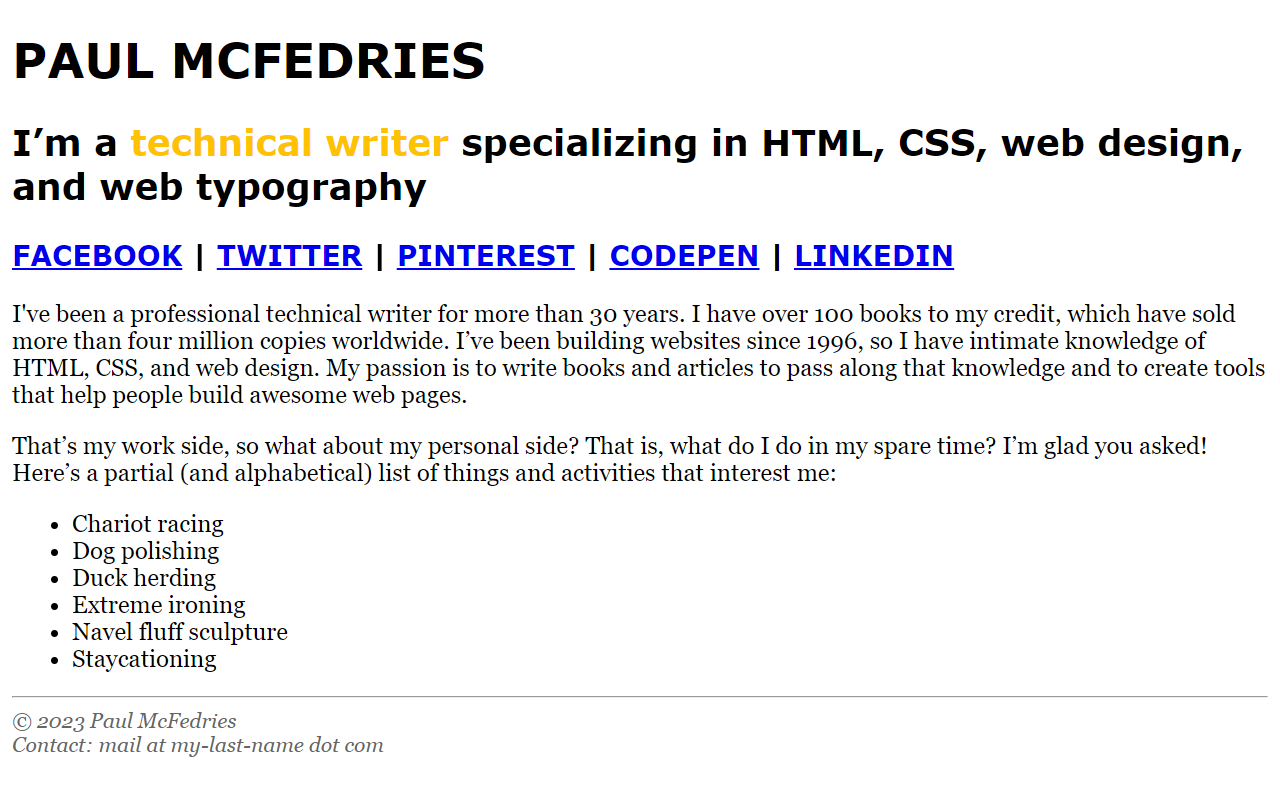 PAUL MCFEDRIES
I’m a technical writer specializing in HTML, CSS, web design,
and web typography
FACEBOOK | TWITTER | PINTEREST | CODEPEN | LINKEDIN
I've been a professional technical writer for more than 30 years. I have over 100 books to my credit, which have sold
more than four million copies worldwide. I’ve been building websites since 1996, so I have intimate knowledge of
HTML, CSS, and web design. My passion is to write books and articles to pass along that knowledge and to create tools
that help people build awesome web pages.
That’s my work side, so what about my personal side? That is, what do I do in my spare time? I’m glad you asked!
Here’s a partial (and alphabetical) list of things and activities that interest me:
• Chariot racing
• Dog polishing
• Duck herding
• Extreme ironing
• Navel fluff sculpture
• Staycationing
© 2023 Paul McFedries
Contact: mail at my-last-name dot com